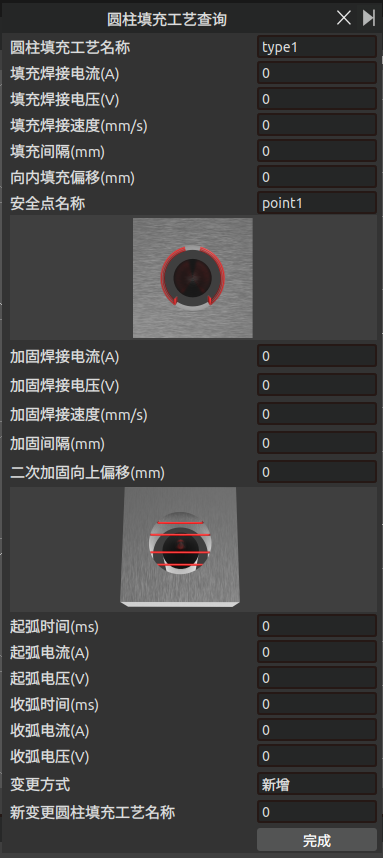 圆柱填充工艺查询
圆柱填充工艺名称 type1
填充焊接电流(A) 0
填充焊接电压(V) 0
填充焊接速度(mm/s) 0
填充间隔(mm) 0
向内填充偏移(mm) 0
安全点名称 point1
加固焊接电流(A) 0
加固焊接电压(V) 0
加固焊接速度(mm/s) 0
加固间隔(mm) 0
二次加固向上偏移(mm) 0
起弧时间(ms) 0
起弧电流(A) 0
起弧电压(V) 0
收弧时间(ms) 0
收弧电流(A) 0
收弧电压(V) 0
变更方式 新增
新变更圆柱填充工艺名称 0
完成